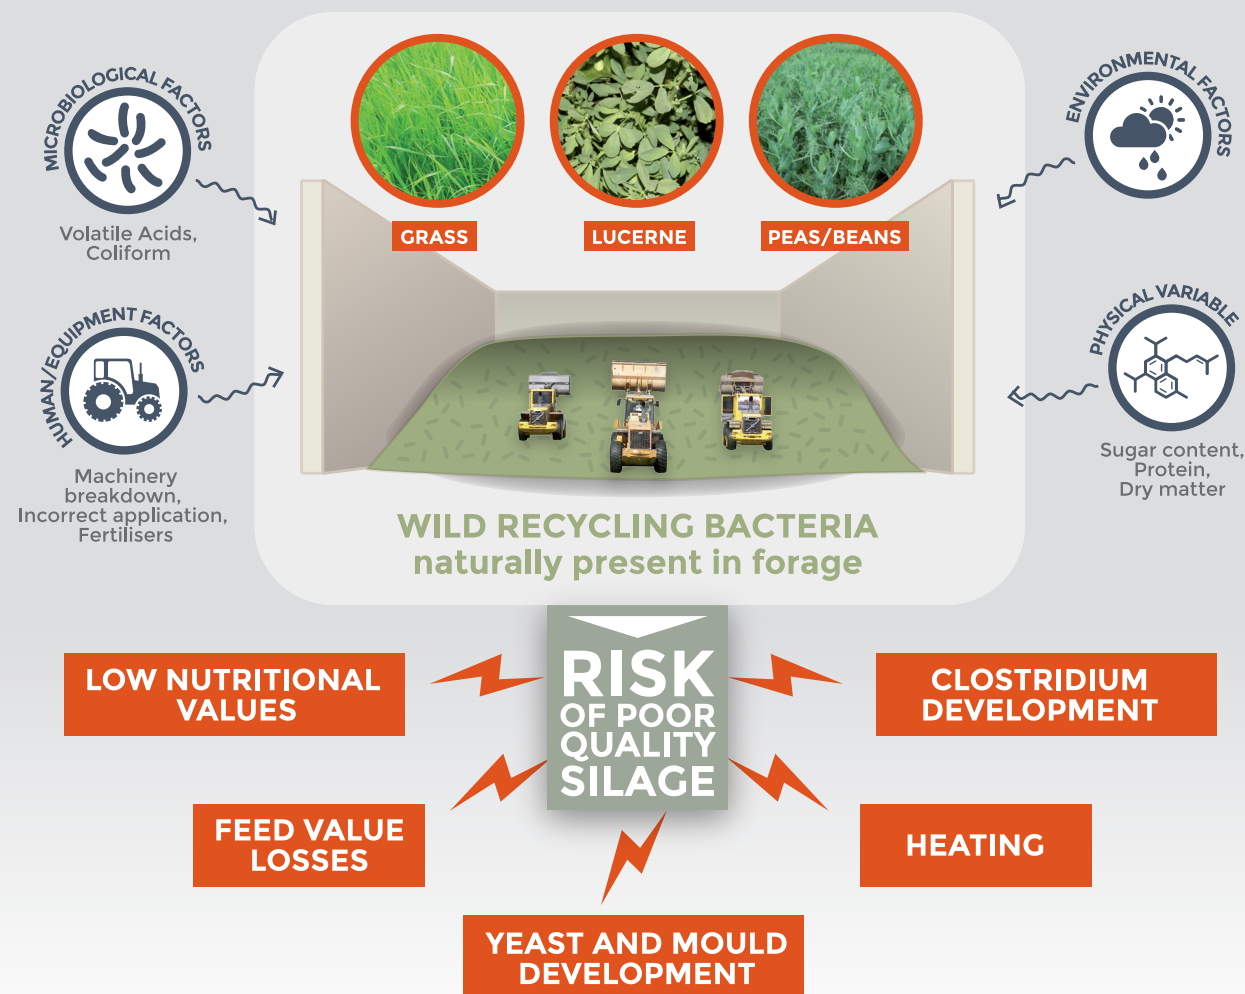 MICROBIOLOGICAL FACTORS
Volatile Acids,
Coliform
HUMAN/EQUIPMENT FACTORS
Machinery
breakdown,
Incorrect application,
Fertilisers
GRASS
LUCERNE
PEAS/BEANS
ENVIRONMENTAL FACTORS
PHYSICAL VARIABLE
Sugar content,
Protein,
Dry matter
WILD RECYCLING BACTERIA
naturally present in forage
RISK
OF POOR
QUALITY
SILAGE
LOW NUTRITIONAL
VALUES
CLOSTRIDIUM
DEVELOPMENT
FEED VALUE
LOSSES
HEATING
YEAST AND MOULD
DEVELOPMENT